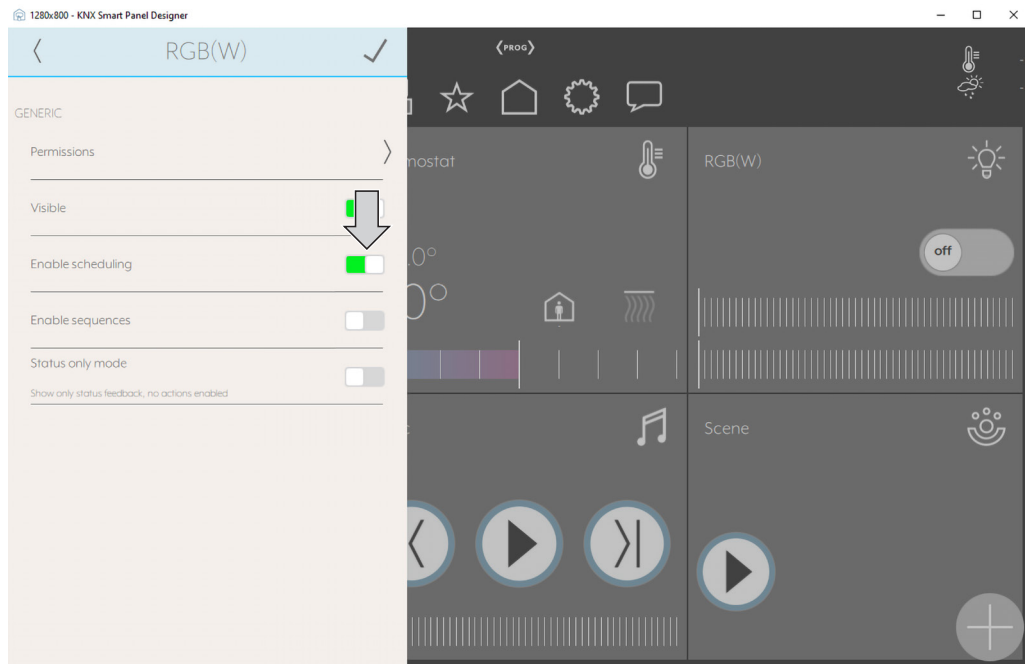 1280x800 - KNX Smart Panel Designer
RGB(W)
PROG
GENERIC
Permissions
mostat
RGB(W)
Visible
off
Enable scheduling
Enable sequences
Status only mode
Show only status feedback, no actions enabled
Scene